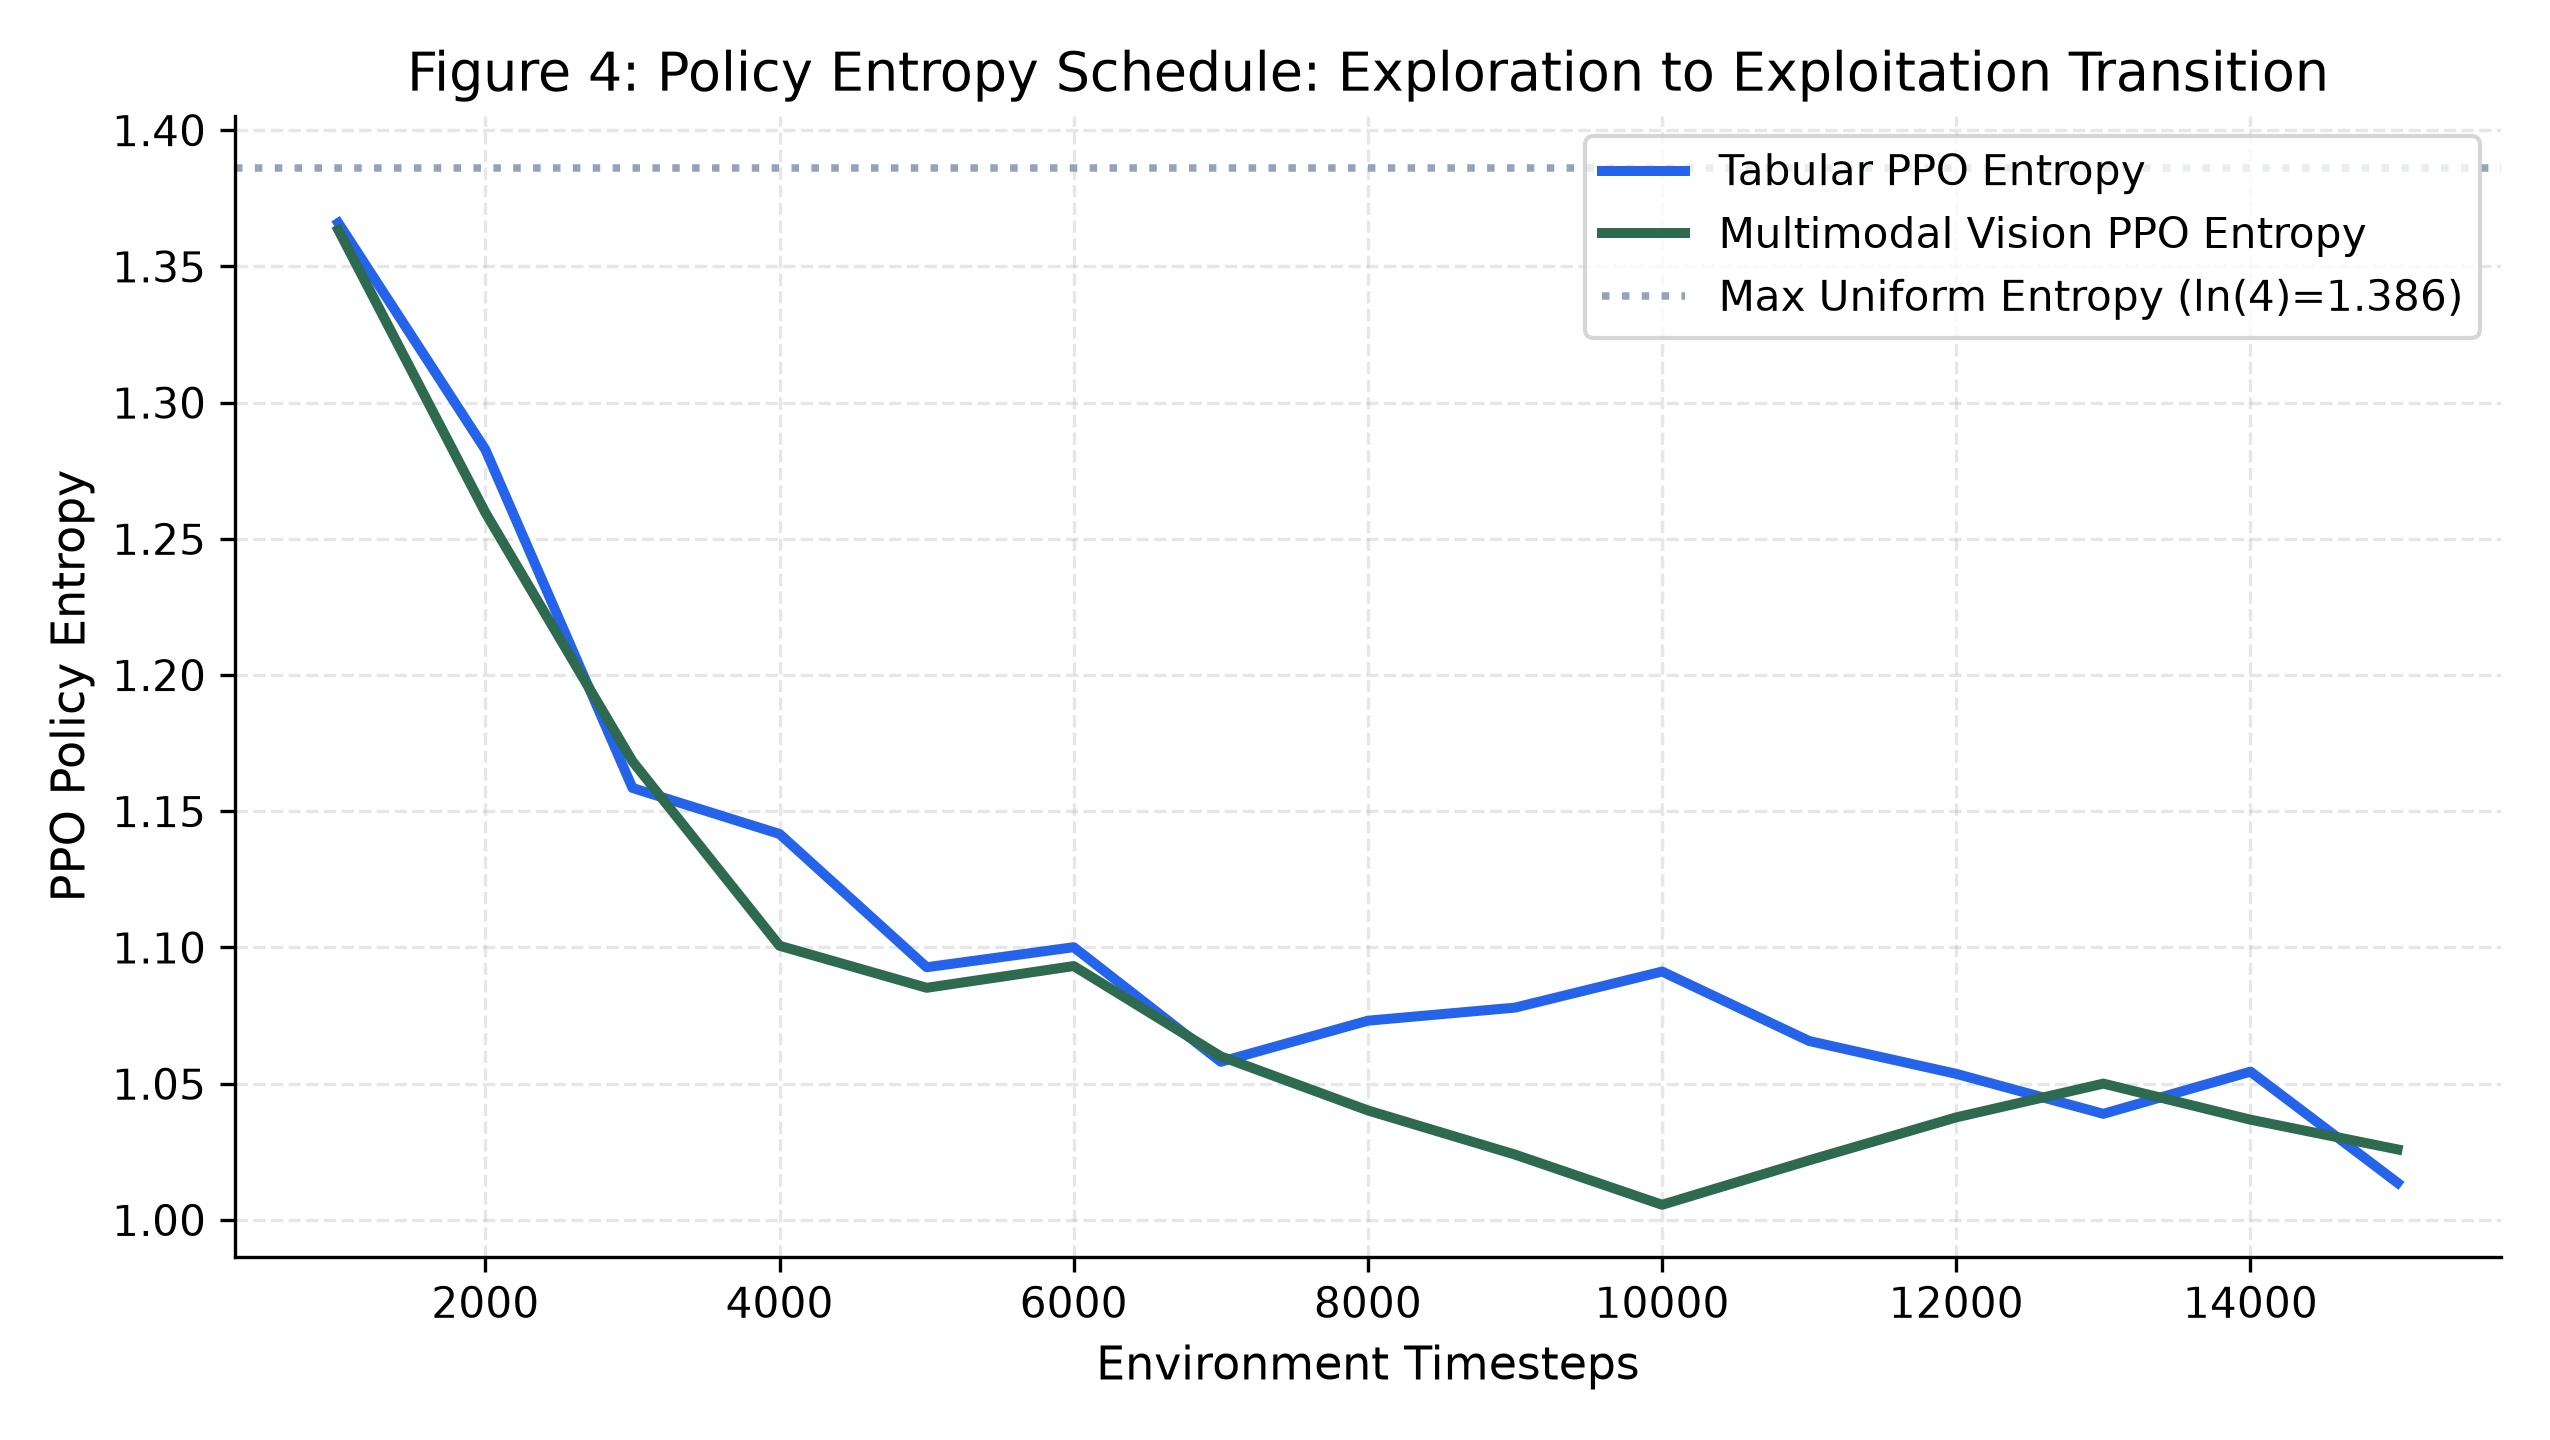 Figure 4: Policy Entropy Schedule: Exploration to Exploitation Transition
Tabular PPO Entropy
Multimodal Vision PPO Entropy
Max Uniform Entropy (ln(4)=1.386)
PPO Policy Entropy
1.40
1.35
1.30
1.25
1.20
1.15
1.10
1.05
1.00
2000 4000 6000 8000 10000 12000 14000
Environment Timesteps